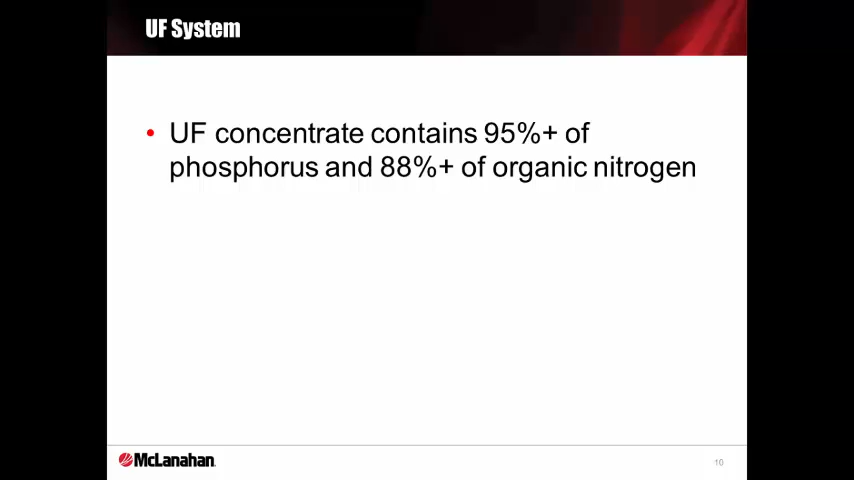 UF System
• UF concentrate contains 95%+ of
phosphorus and 88%+ of organic nitrogen
McLanahan
10